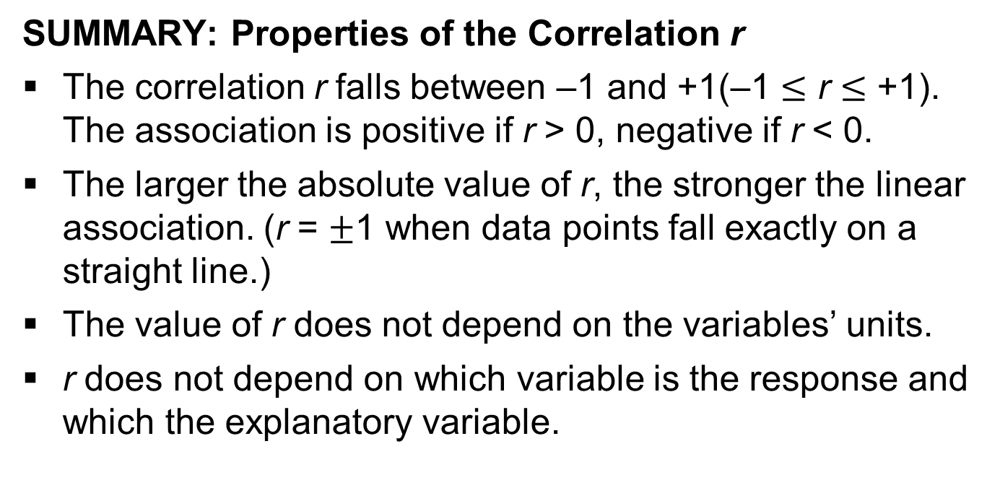 SUMMARY: Properties of the Correlation r
▪ The correlation r falls between –1 and +1(–1 ≤ r ≤ +1).
The association is positive if r > 0, negative if r < 0.
▪ The larger the absolute value of r, the stronger the linear
association. (r = ±1 when data points fall exactly on a
straight line.)
▪ The value of r does not depend on the variables’ units.
▪ r does not depend on which variable is the response and
which the explanatory variable.